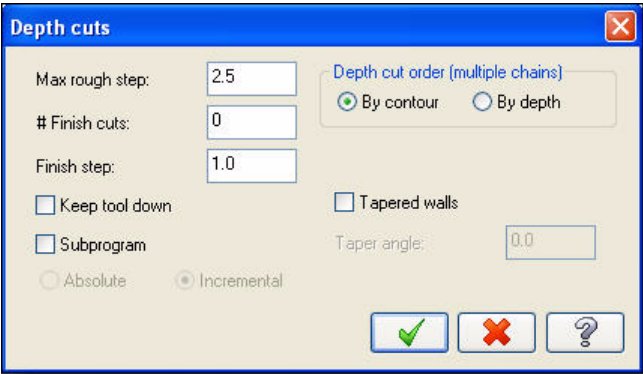 Depth cuts
Max rough step: 2.5
# Finish cuts: 0
Finish step: 1.0
Depth cut order (multiple chains)
By contour By depth
Keep tool down
Subprogram
Absolute Incremental
Tapered walls
Taper angle: 0.0